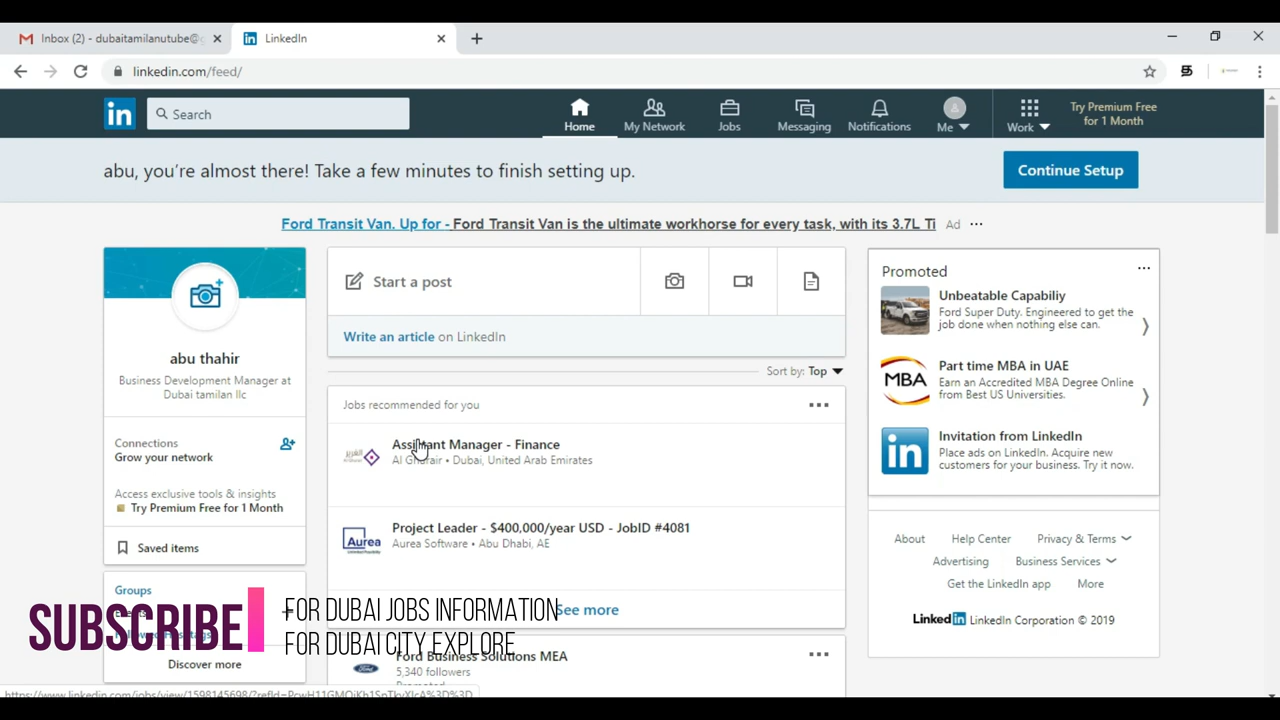 Inbox (2) - dubaitamilanutube@g
LinkedIn
linkedin.com/feed/
Search
Home
My Network
Jobs
Messaging
Notifications
Me
Work
Try Premium Free
for 1 Month
abu, you're almost there! Take a few minutes to finish setting up.
Continue Setup
Ford Transit Van. Up for - Ford Transit Van is the ultimate workhorse for every task, with its 3.7L Ti
Ad
abu thahir
Business Development Manager at
Dubai tamilan llc
Connections
Grow your network
Access exclusive tools & insights
Try Premium Free for 1 Month
Saved items
Groups
Discover more
Start a post
Write an article on LinkedIn
Sort by: Top
Jobs recommended for you
Assistant Manager - Finance
Al Ghurair • Dubai, United Arab Emirates
Aurea
Project Leader - $400,000/year USD - JobID #4081
Aurea Software • Abu Dhabi, AE
See more
Ford
Ford Business Solutions MEA
5,340 followers
Promoted
Unbeatable Capabiliy
Ford Super Duty. Engineered to get the
job done when nothing else can.
MBA
Part time MBA in UAE
Earn an Accredited MBA Degree Online
from Best US Universities.
in
Invitation from LinkedIn
Place ads on LinkedIn. Acquire new
customers for your business. Try it now.
About
Help Center
Privacy & Terms
Advertising
Business Services
Get the LinkedIn app
More
LinkedIn LinkedIn Corporation © 2019
SUBSCRIBE
FOR DUBAI JOBS INFORMATION
FOR DUBAI CITY EXPLORE